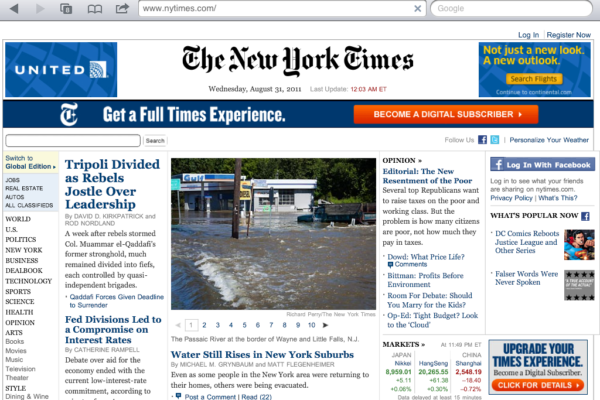 www.nytimes.com/
Google
Log In Register Now
UNITED
The New York Times
Wednesday, August 31, 2011 Last Update: 12:03 AM ET
Not just a new look.
A new outlook.
Search Flights
Continue to continental.com
Get a Full Times Experience.
BECOME A DIGITAL SUBSCRIBER
Search
Follow Us | Personalize Your Weather
Switch to
Global Edition
JOBS
REAL ESTATE
AUTOS
ALL CLASSIFIEDS
WORLD
U.S.
POLITICS
NEW YORK
BUSINESS
DEALBOOK
TECHNOLOGY
SPORTS
SCIENCE
HEALTH
OPINION
ARTS
Books
Movies
Music
Television
Theater
STYLE
Dining & Wine
Tripoli Divided
as Rebels
Jostle Over
Leadership
By DAVID D. KIRKPATRICK and
ROD NORDLAND
A week after rebels stormed
Col. Muammar el-Qaddafi's
former stronghold, much
remained divided into fiefs,
each controlled by quasi-
independent brigades.
• Qaddafi Forces Given Deadline
to Surrender
Fed Divisions Led to
a Compromise on
Interest Rates
By CATHERINE RAMPELL
Debate over aid for the
economy ended with the
current low-interest-rate
commitment, according to
Gulf
Richard Perry/The New York Times
1 2 3 4 5 6 7 8 9 10
The Passaic River at the border of Wayne and Little Falls, N.J.
Water Still Rises in New York Suburbs
By MICHAEL M. GRYNBAUM and MATT FLEGENHEIMER
Even as some people in the New York area were returning to
their homes, others were being evacuated.
• Post a Comment | Read (22)
OPINION »
Editorial: The New
Resentment of the Poor
Several top Republicans want
to raise taxes on the poor and
working class. But the
problem is how many citizens
are poor, not how much they
pay in taxes.
• Dowd: What Price Life?
Comments
• Bittman: Profits Before
Environment
• Room For Debate: Should
You Marry for the Kids?
• Op-Ed: Tight Budget? Look
to the 'Cloud'
MARKETS » At 11:48 PM ET
JAPAN CHINA
Nikkei HangSeng Shanghai
8,959.01 20,265.55 2,548.19
+5.11 +61.38 -18.40
+0.06% +0.30% -0.72%
Data delayed at least 15 minutes
Log In With Facebook
Log in to see what your friends
are sharing on nytimes.com.
Privacy Policy | What's This?
WHAT'S POPULAR NOW
• DC Comics Reboots
Justice League and
Other Series
• Falser Words Were
Never Spoken
UPGRADE YOUR
TIMES EXPERIENCE.
Become a Digital Subscriber.
CLICK FOR DETAILS